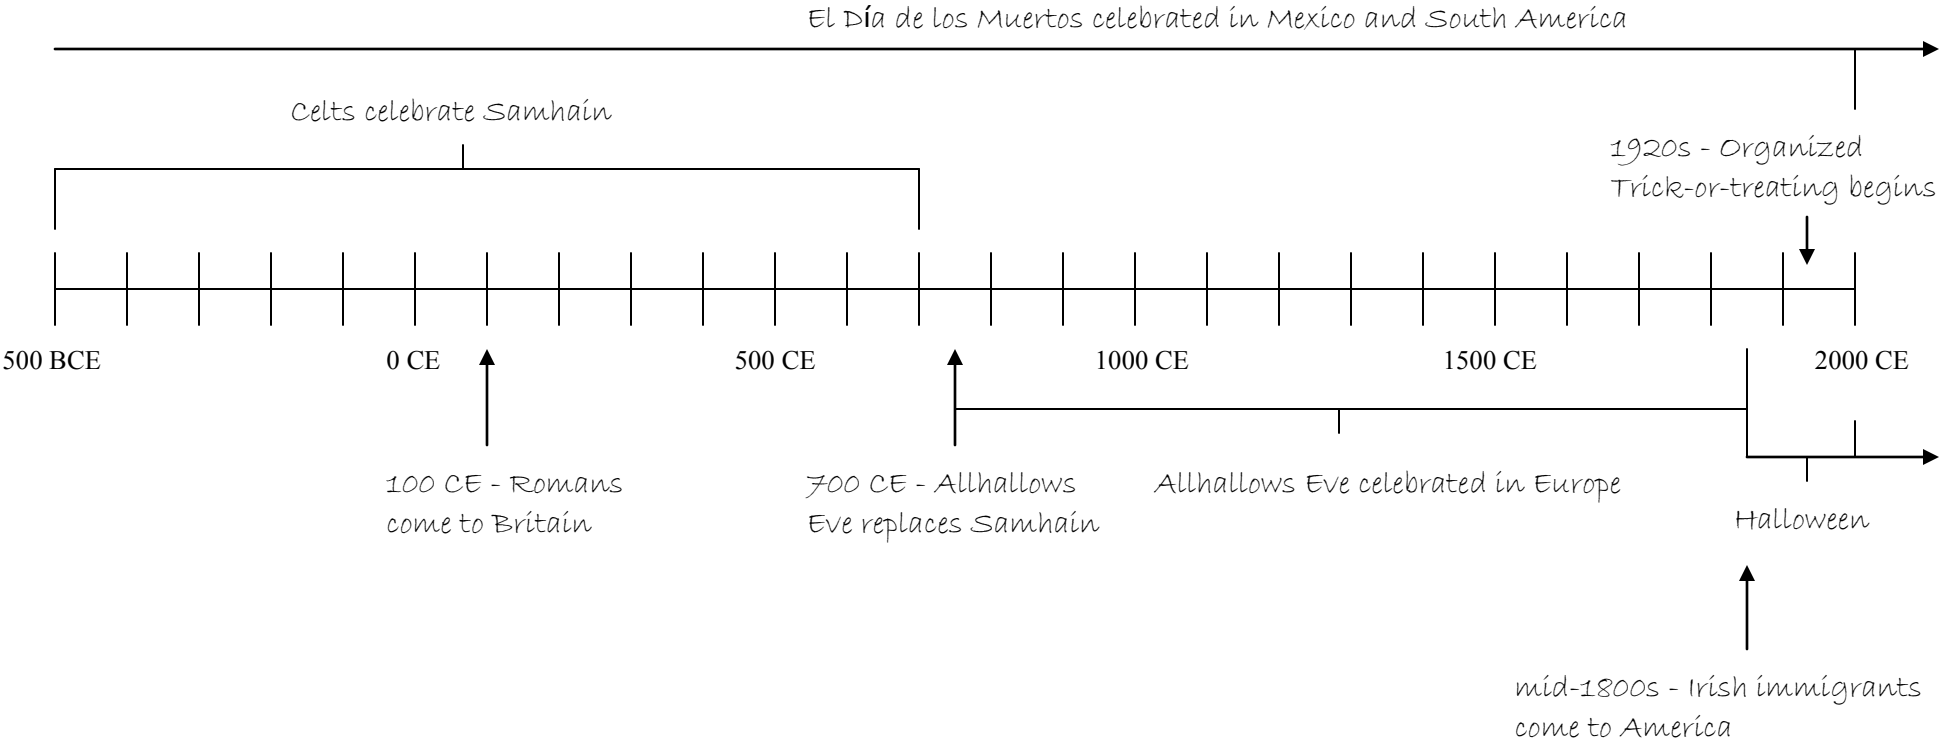 El Día de los Muertos celebrated in Mexico and South America
Celts celebrate Samhain
1920s - Organized
Trick-or-treating begins
500 BCE
0 CE
500 CE
1000 CE
1500 CE
2000 CE
100 CE - Romans
come to Britain
700 CE - Allhallows
Eve replaces Samhain
Allhallows Eve celebrated in Europe
Halloween
mid-1800s - Irish immigrants
come to America